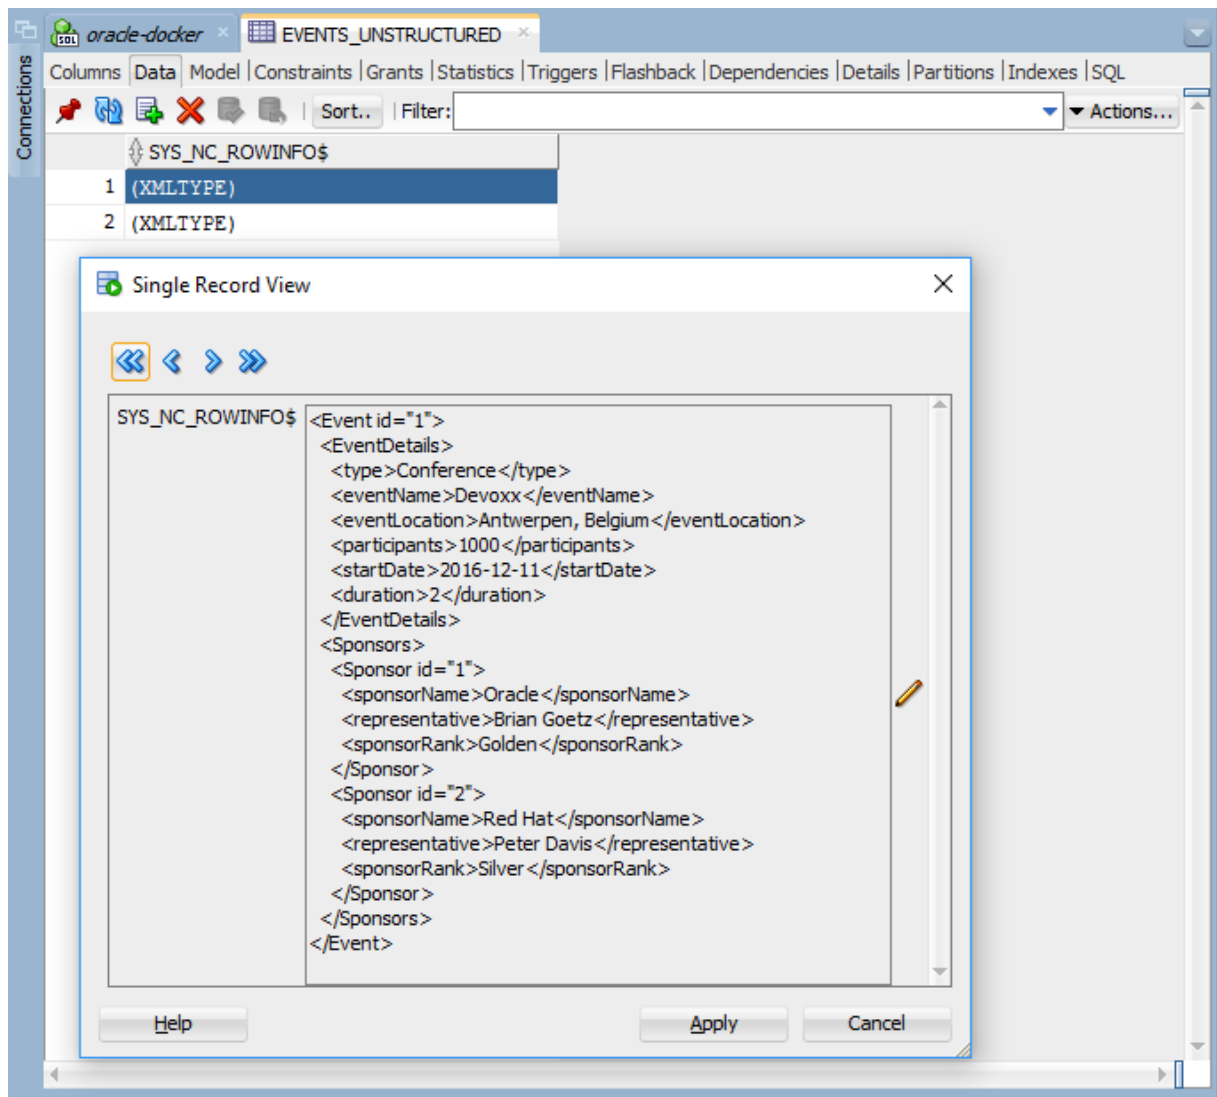 oracle-docker × EVENTS_UNSTRUCTURED ×
Connections
Columns |Data| Model |Constraints |Grants |Statistics |Triggers |Flashback |Dependencies |Details |Partitions |Indexes |SQL
Sort.. Filter: Actions...
SYS_NC_ROWINFO$
1 (XMLTYPE)
2 (XMLTYPE)
Single Record View
SYS_NC_ROWINFO$
<Event id="1">
<EventDetails>
<type>Conference</type>
<eventName>Devoxx</eventName>
<eventLocation>Antwerpen, Belgium</eventLocation>
<participants>1000</participants>
<startDate>2016-12-11</startDate>
<duration>2</duration>
</EventDetails>
<Sponsors>
<Sponsor id="1">
<sponsorName>Oracle</sponsorName>
<representative>Brian Goetz</representative>
<sponsorRank>Golden</sponsorRank>
</Sponsor>
<Sponsor id="2">
<sponsorName>Red Hat</sponsorName>
<representative>Peter Davis</representative>
<sponsorRank>Silver</sponsorRank>
</Sponsor>
</Sponsors>
</Event>
Help Apply Cancel